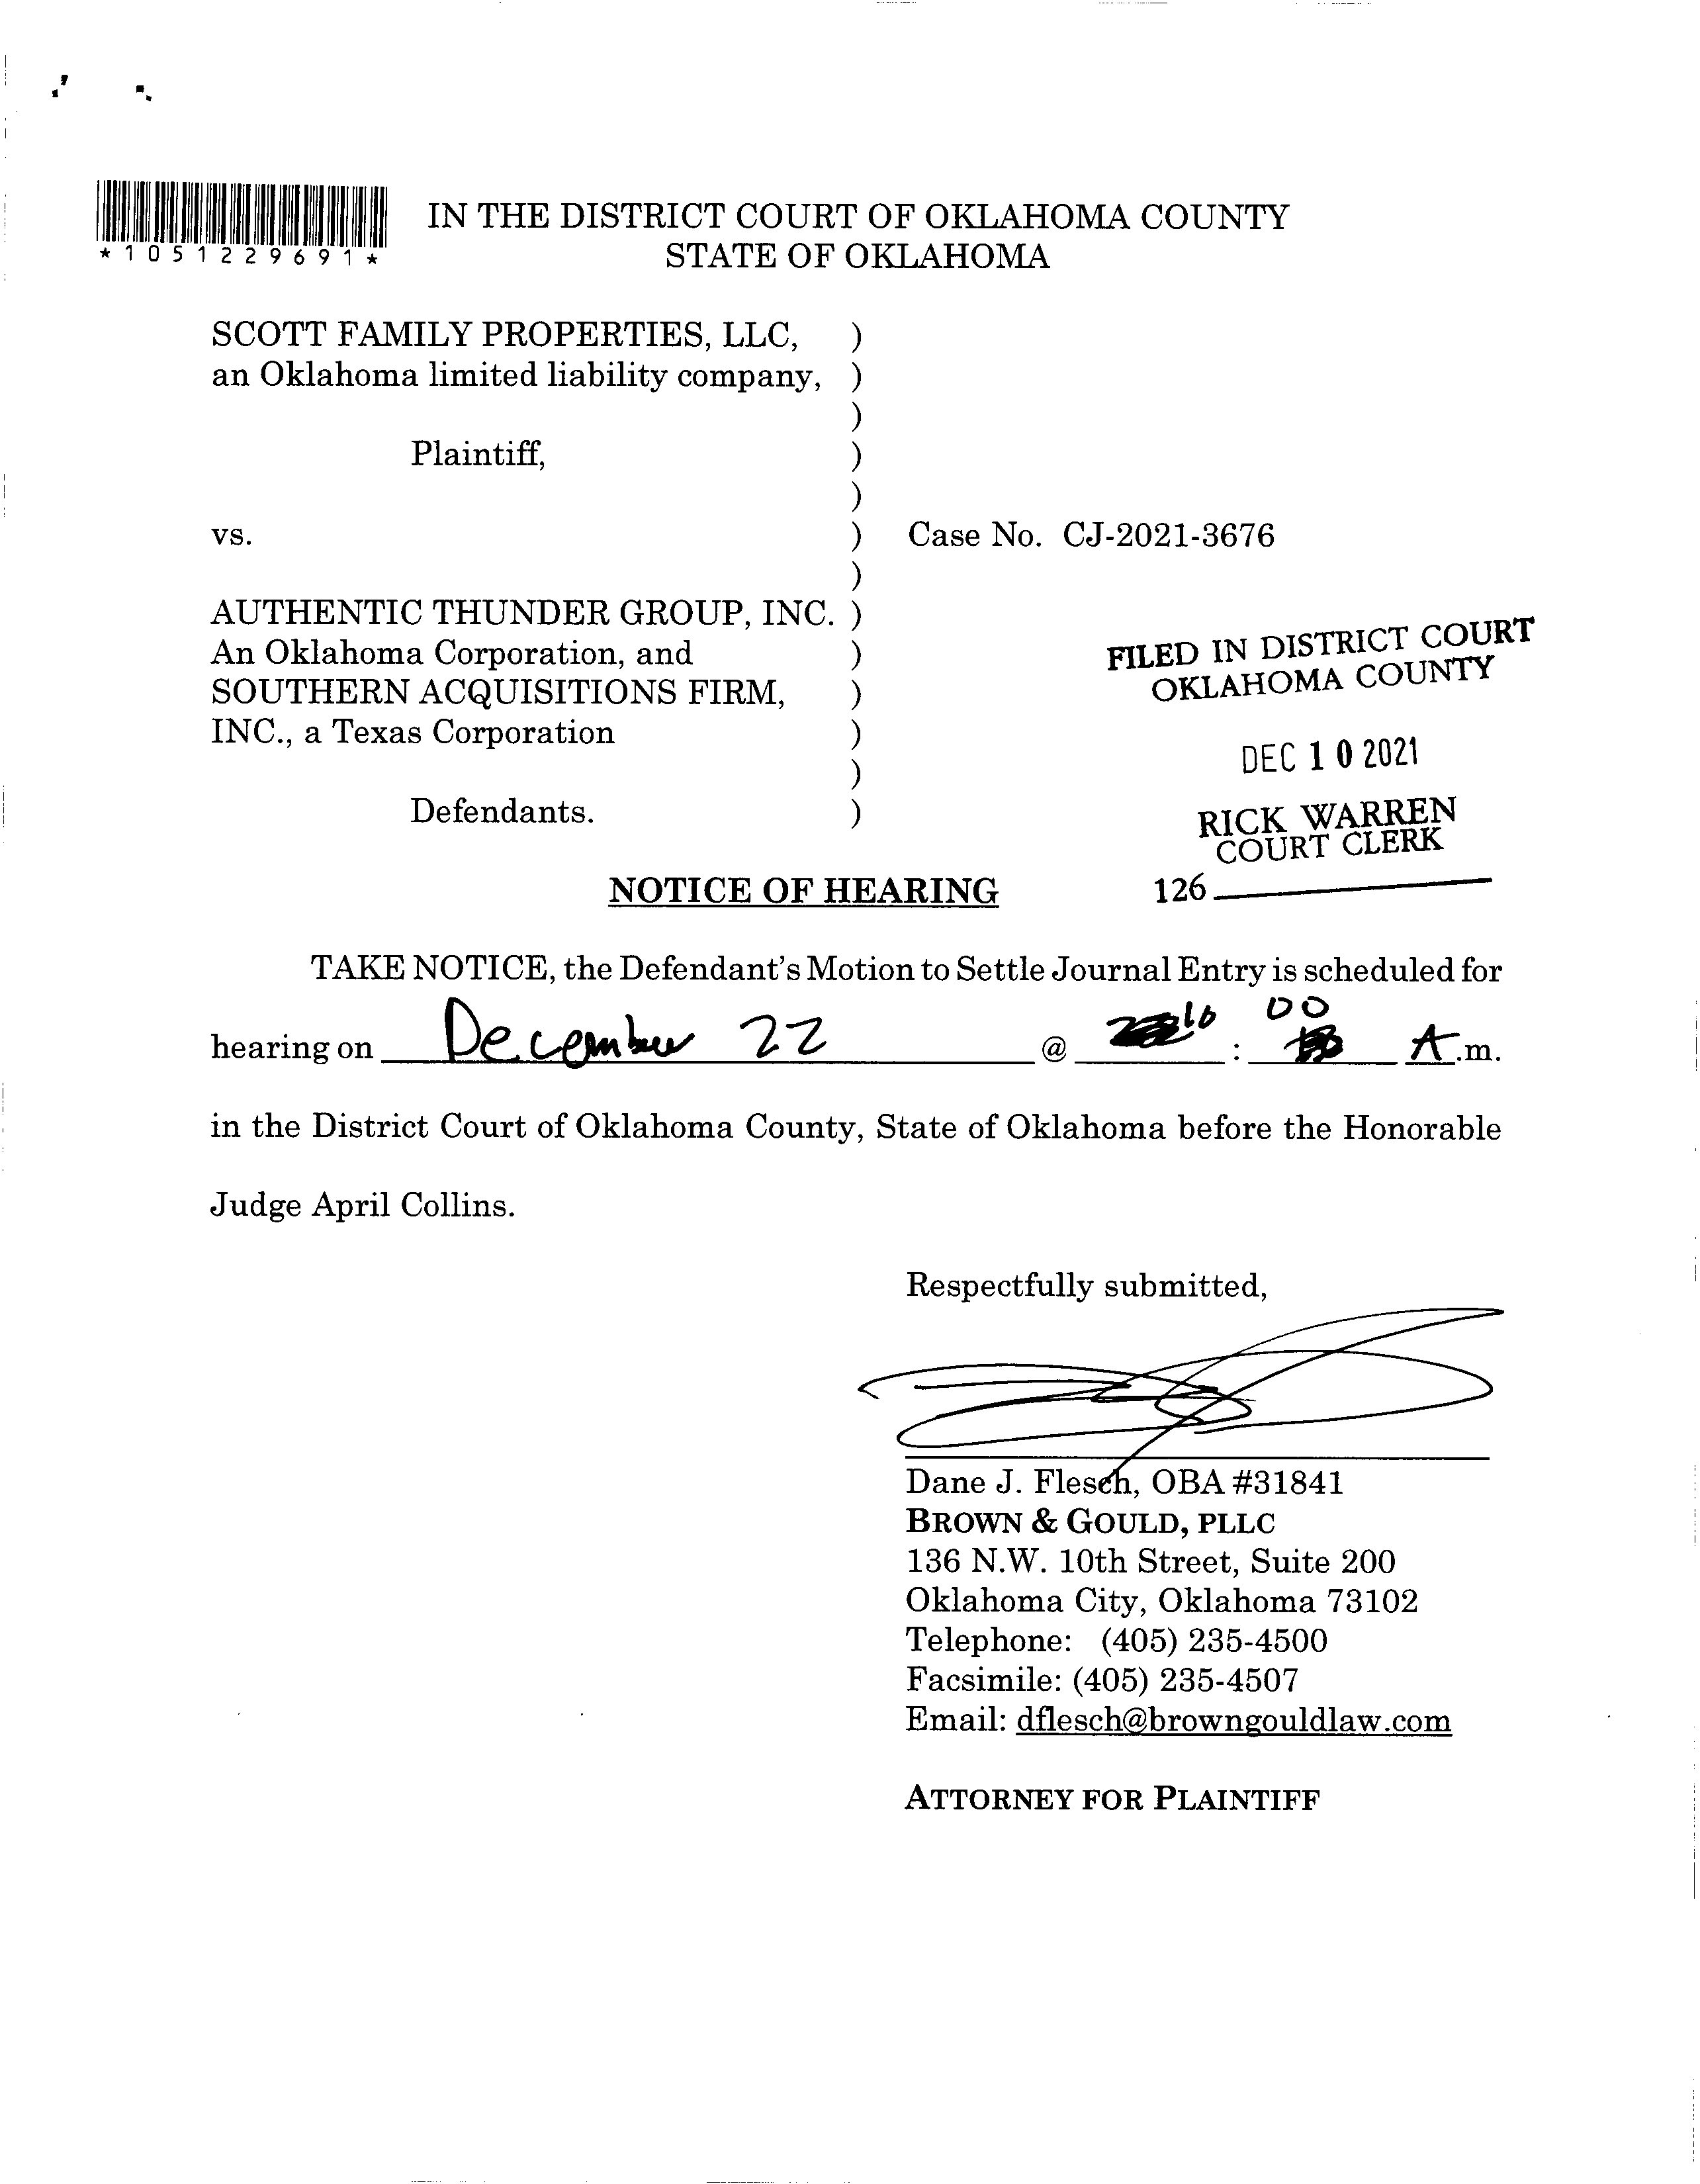 IN THE DISTRICT COURT OF OKLAHOMA COUNTY
*1051229691*
STATE OF OKLAHOMA
SCOTT FAMILY PROPERTIES, LLC, )
an Oklahoma limited liability company, )
)
Plaintiff, )
)
vs. ) Case No. CJ-2021-3676
)
AUTHENTIC THUNDER GROUP, INC. )
An Oklahoma Corporation, and )
SOUTHERN ACQUISITIONS FIRM, )
INC., a Texas Corporation )
)
Defendants. )
FILED IN DISTRICT COURT
OKLAHOMA COUNTY
DEC 10 2021
RICK WARREN
COURT CLERK
126
NOTICE OF HEARING
TAKE NOTICE, the Defendant's Motion to Settle Journal Entry is scheduled for
hearing on December 22 @ 10 : 00 A.m.
in the District Court of Oklahoma County, State of Oklahoma before the Honorable
Judge April Collins.
Respectfully submitted,
Dane J. Flesch, OBA #31841
BROWN & GOULD, PLLC
136 N.W. 10th Street, Suite 200
Oklahoma City, Oklahoma 73102
Telephone: (405) 235-4500
Facsimile: (405) 235-4507
Email: dflesch@browngouldlaw.com
ATTORNEY FOR PLAINTIFF